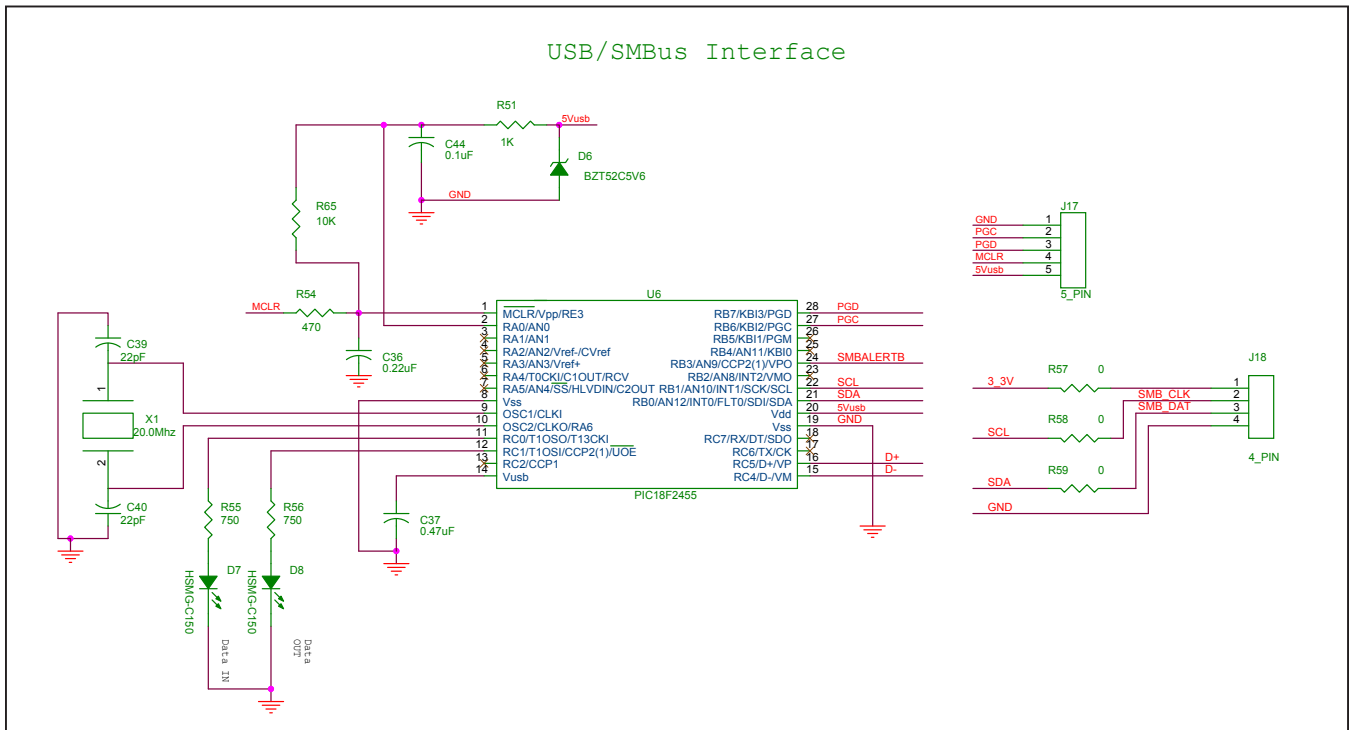 USB/SMBus Interface
R51
1K
5Vusb
C44
0.1uF
D6
BZT52C5V6
GND
R65
10K
MCLR
R54
470
C36
0.22uF
C39
22pF
1
X1
20.0Mhz
2
C40
22pF
R55
750
R56
750
D7
HSMG-C150
D8
HSMG-C150
Data IN
Data OUT
C37
0.47uF
U6
1 MCLR/Vpp/RE3
2 RA0/AN0
3 RA1/AN1
4 RA2/AN2/Vref-/CVref
5 RA3/AN3/Vref+
6 RA4/T0CKI/C1OUT/RCV
7 RA5/AN4/SS/HLVDIN/C2OUT
8 Vss
9 OSC1/CLKI
10 OSC2/CLKO/RA6
11 RC0/T1OSO/T13CKI
12 RC1/T1OSI/CCP2(1)/UOE
13 RC2/CCP1
14 Vusb
RB7/KBI3/PGD 28 PGD
RB6/KBI2/PGC 27 PGC
RB5/KBI1/PGM 26
RB4/AN11/KBI0 25
RB3/AN9/CCP2(1)/VPO 24 SMBALERTB
RB2/AN8/INT2/VMO 23
RB1/AN10/INT1/SCK/SCL 22 SCL
RB0/AN12/INT0/FLT0/SDI/SDA 21 SDA
Vdd 20 5Vusb
Vss 19 GND
RC7/RX/DT/SDO 18
RC6/TX/CK 17
RC5/D+/VP 16 D+
RC4/D-/VM 15 D-
PIC18F2455
J17
GND 1
PGC 2
PGD 3
MCLR 4
5Vusb 5
5_PIN
J18
R57 0
3_3V 1
SMB_CLK 2
R58 0
SMB_DAT 3
SCL 4
R59 0
SDA
GND
4_PIN